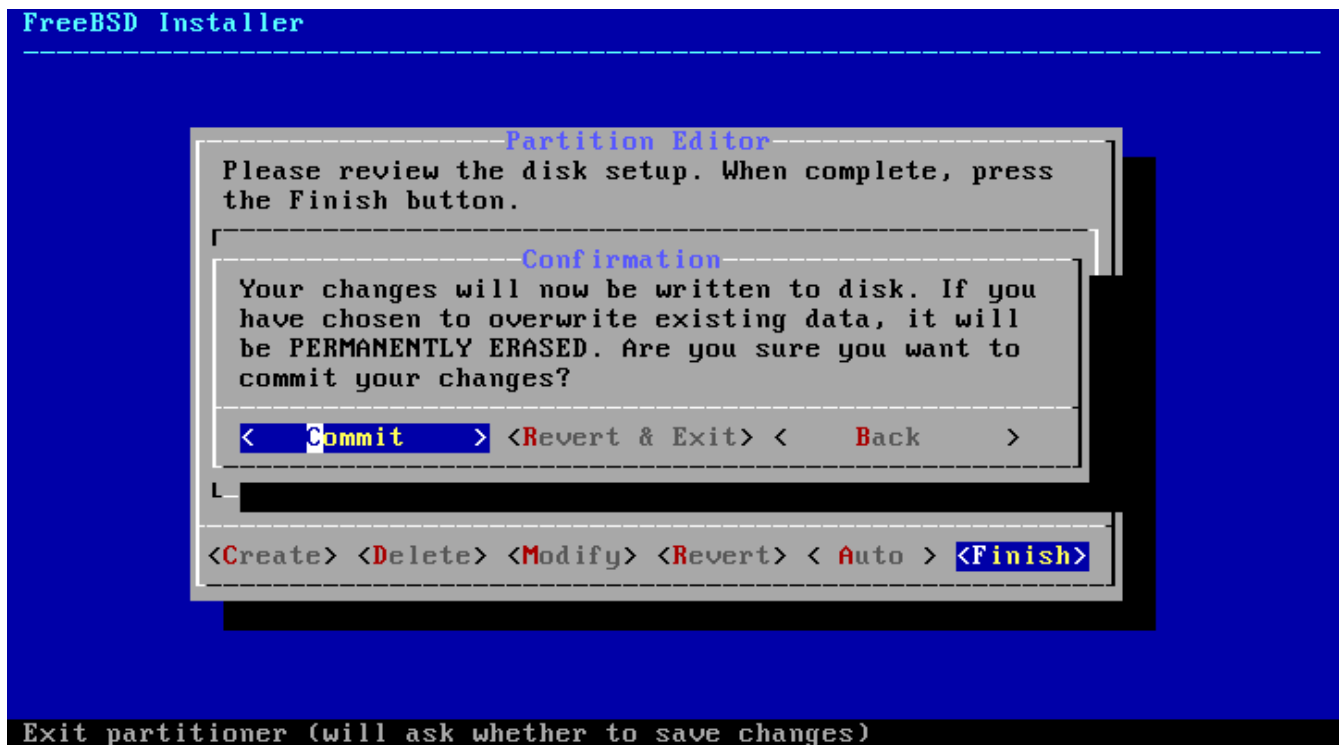 FreeBSD Installer
Partition Editor
Please review the disk setup. When complete, press
the Finish button.
Confirmation
Your changes will now be written to disk. If you
have chosen to overwrite existing data, it will
be PERMANENTLY ERASED. Are you sure you want to
commit your changes?
< Commit > <Revert & Exit> < Back >
<Create> <Delete> <Modify> <Revert> < Auto > <Finish>
Exit partitioner (will ask whether to save changes)